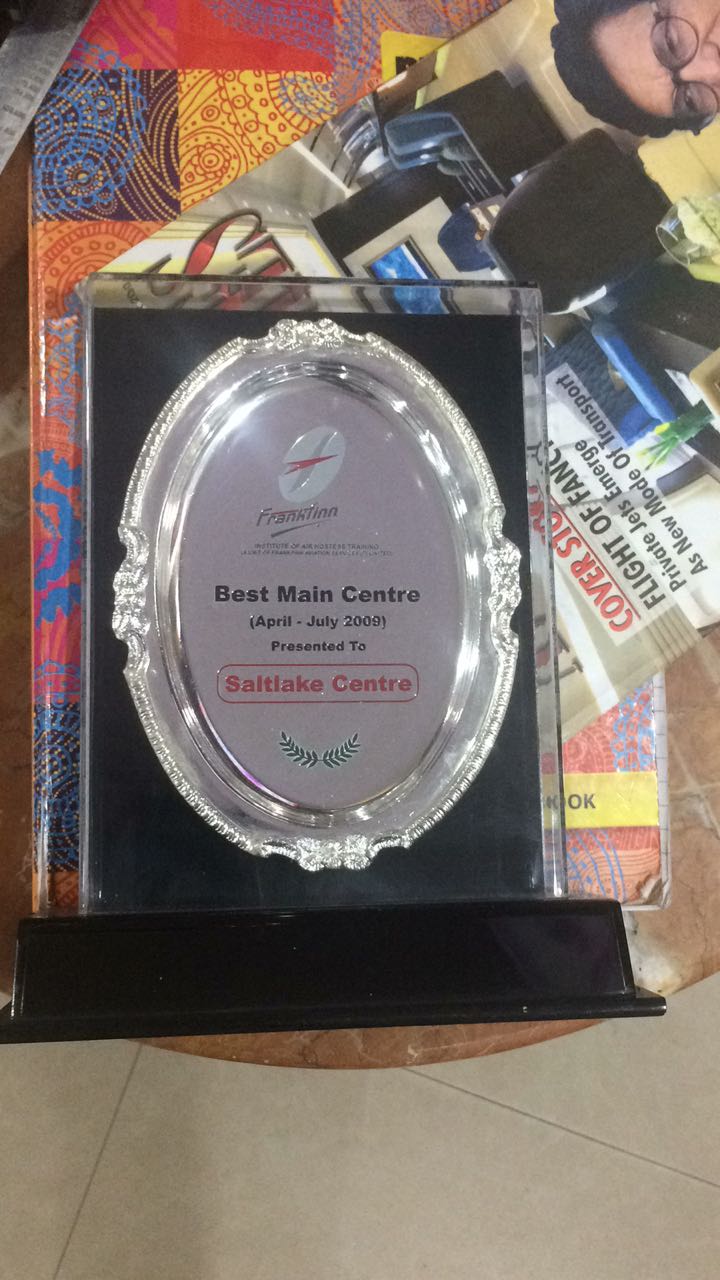 Frankfinn
INSTITUTE OF AIR HOSTESS TRAINING
Best Main Centre
(April - July 2009)
Presented To
Saltlake Centre
COVER STORY
FLIGHT OF FANCY
Private Jets Emerge
As New Mode Of Transport
OK